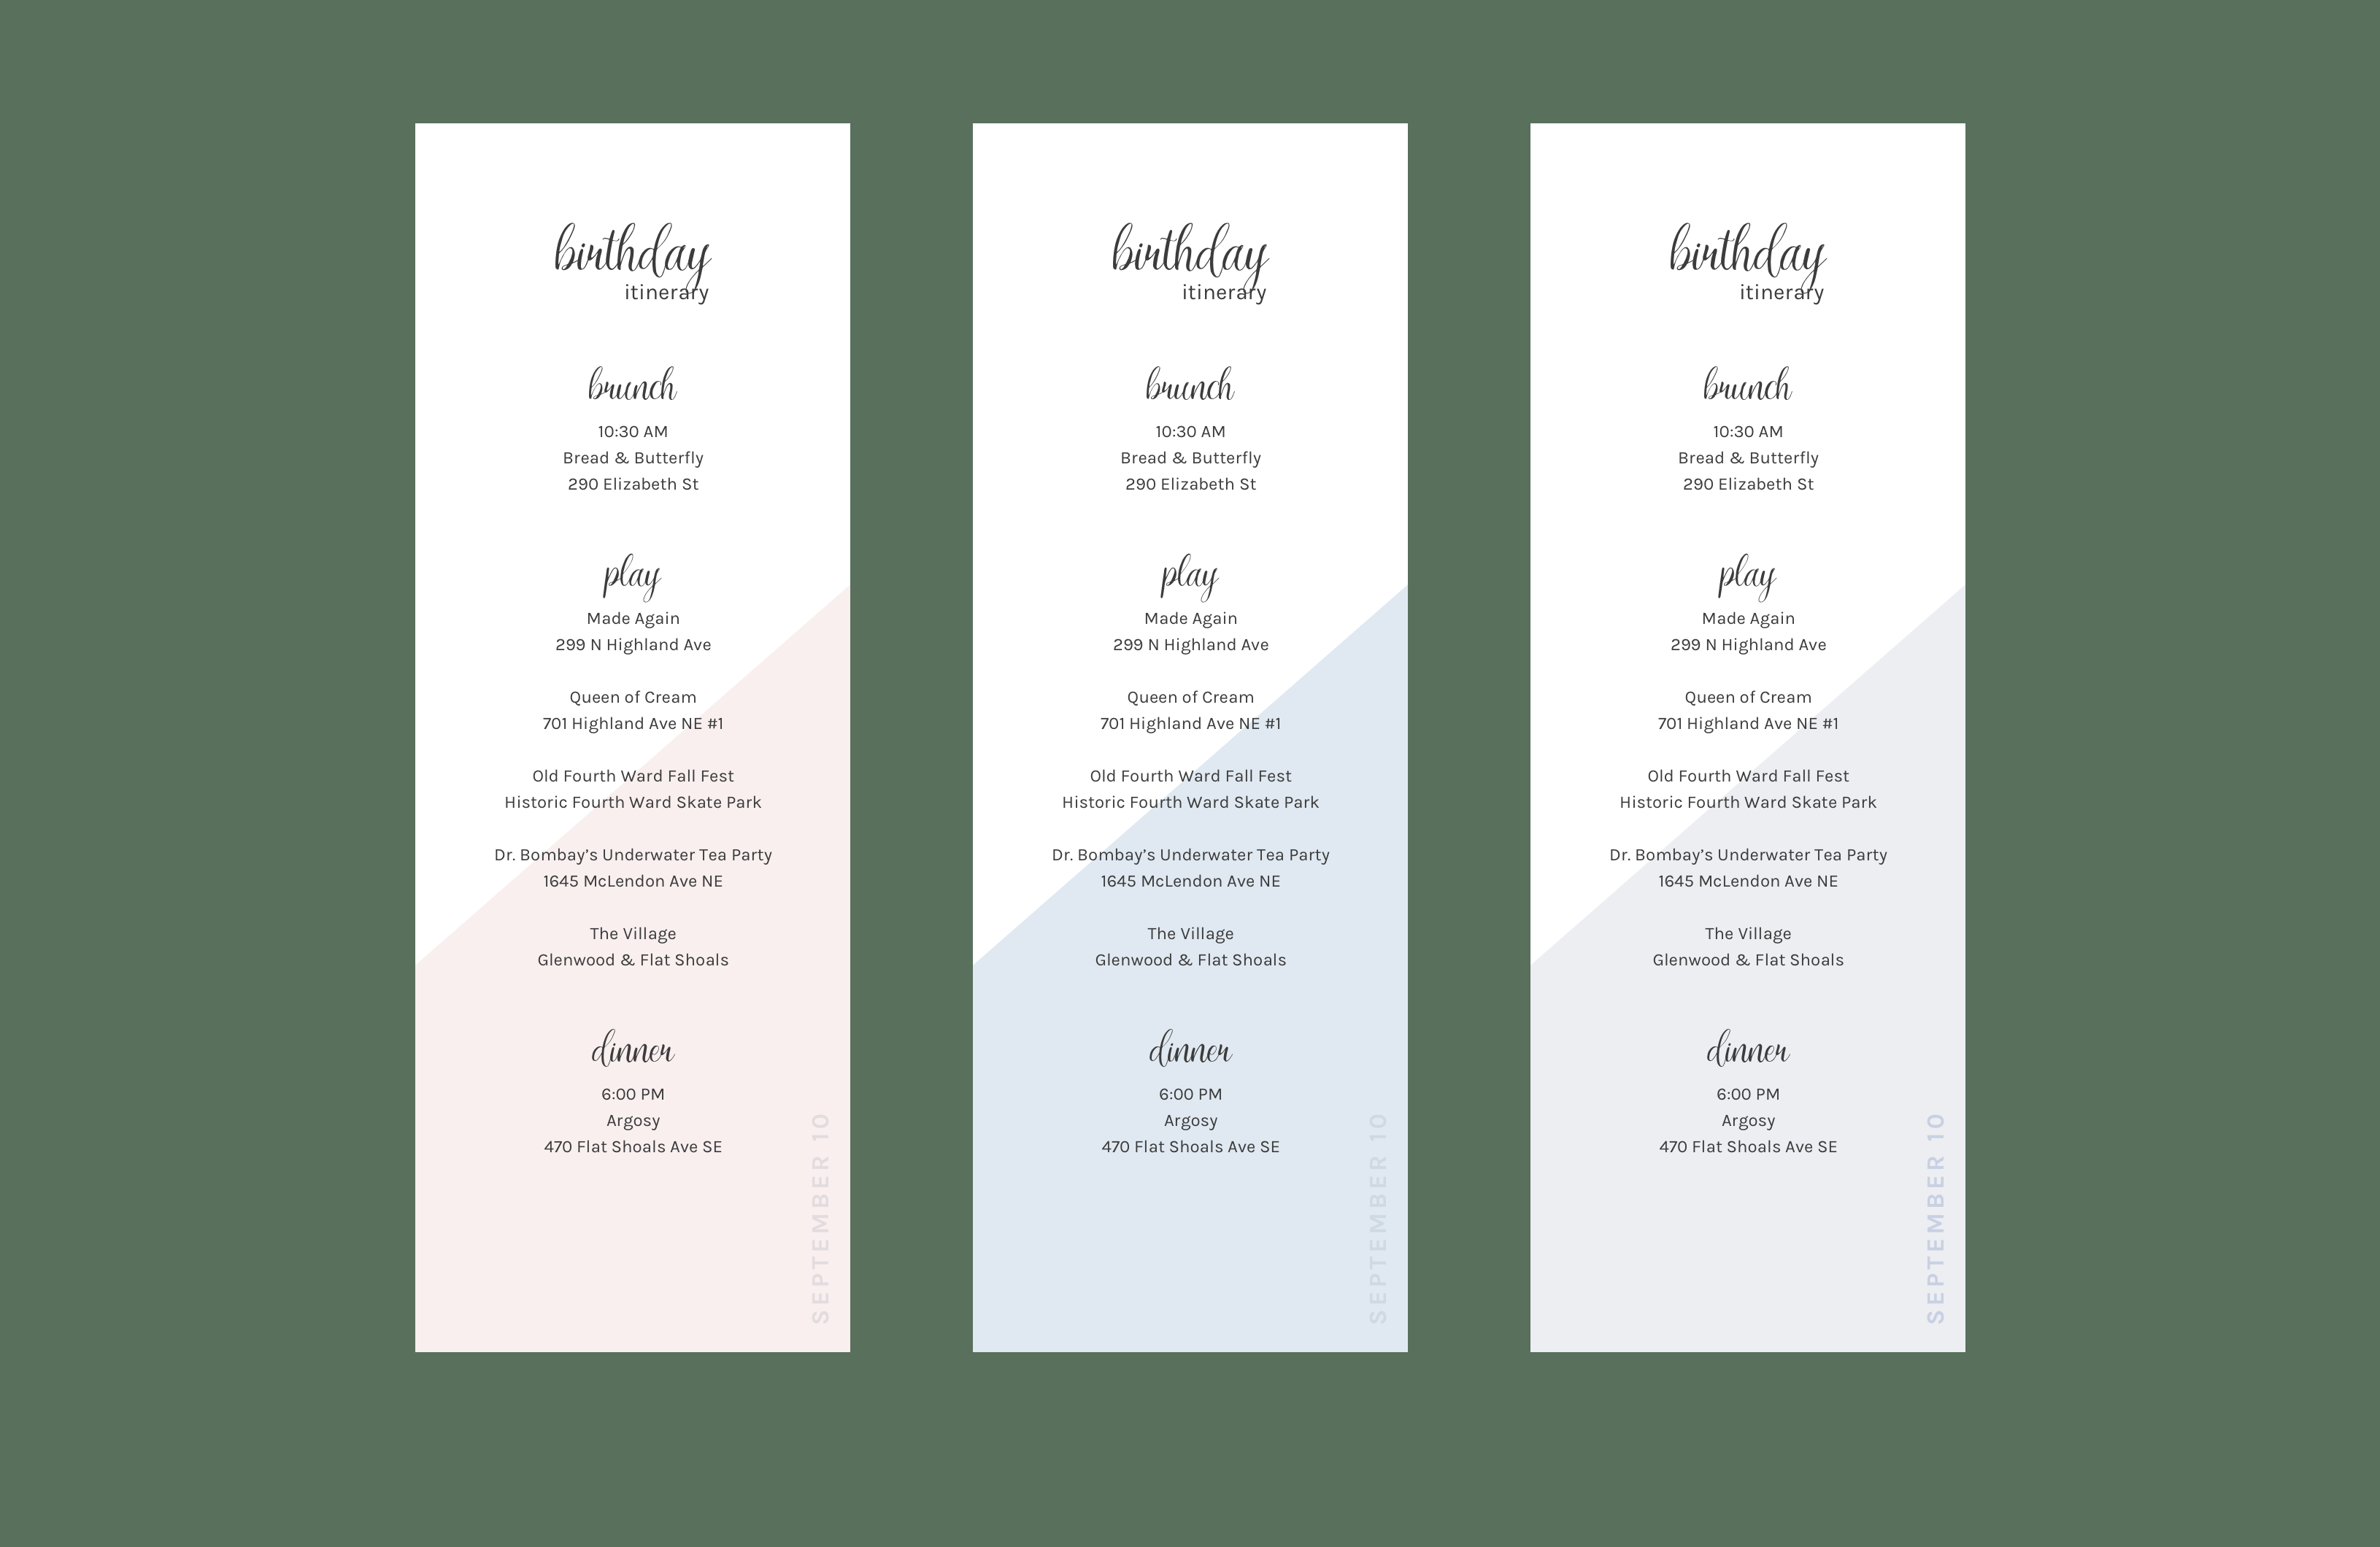 birthday
itinerary
brunch
10:30 AM
Bread & Butterfly
290 Elizabeth St
play
Made Again
299 N Highland Ave
Queen of Cream
701 Highland Ave NE #1
Old Fourth Ward Fall Fest
Historic Fourth Ward Skate Park
Dr. Bombay’s Underwater Tea Party
1645 McLendon Ave NE
The Village
Glenwood & Flat Shoals
dinner
6:00 PM
Argosy
470 Flat Shoals Ave SE
SEPTEMBER 10
birthday
itinerary
brunch
10:30 AM
Bread & Butterfly
290 Elizabeth St
play
Made Again
299 N Highland Ave
Queen of Cream
701 Highland Ave NE #1
Old Fourth Ward Fall Fest
Historic Fourth Ward Skate Park
Dr. Bombay’s Underwater Tea Party
1645 McLendon Ave NE
The Village
Glenwood & Flat Shoals
dinner
6:00 PM
Argosy
470 Flat Shoals Ave SE
SEPTEMBER 10
birthday
itinerary
brunch
10:30 AM
Bread & Butterfly
290 Elizabeth St
play
Made Again
299 N Highland Ave
Queen of Cream
701 Highland Ave NE #1
Old Fourth Ward Fall Fest
Historic Fourth Ward Skate Park
Dr. Bombay’s Underwater Tea Party
1645 McLendon Ave NE
The Village
Glenwood & Flat Shoals
dinner
6:00 PM
Argosy
470 Flat Shoals Ave SE
SEPTEMBER 10